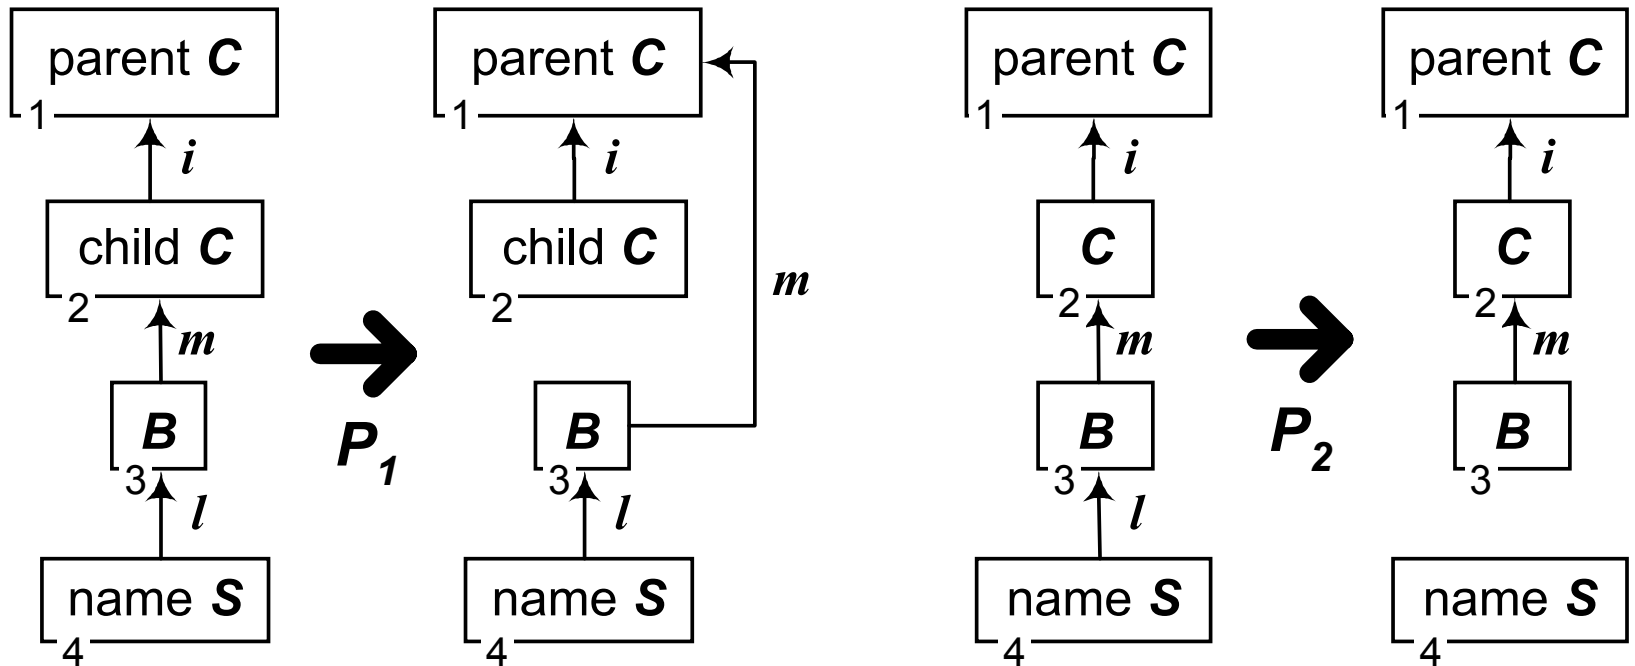 parent C parent C parent C parent C
1 1 1 1
i i i i
child C child C C C
2 2 2 2
m m m m
B B B B
P1 P2
3 3 3 3
l l l
name S name S name S name S
4 4 4 4